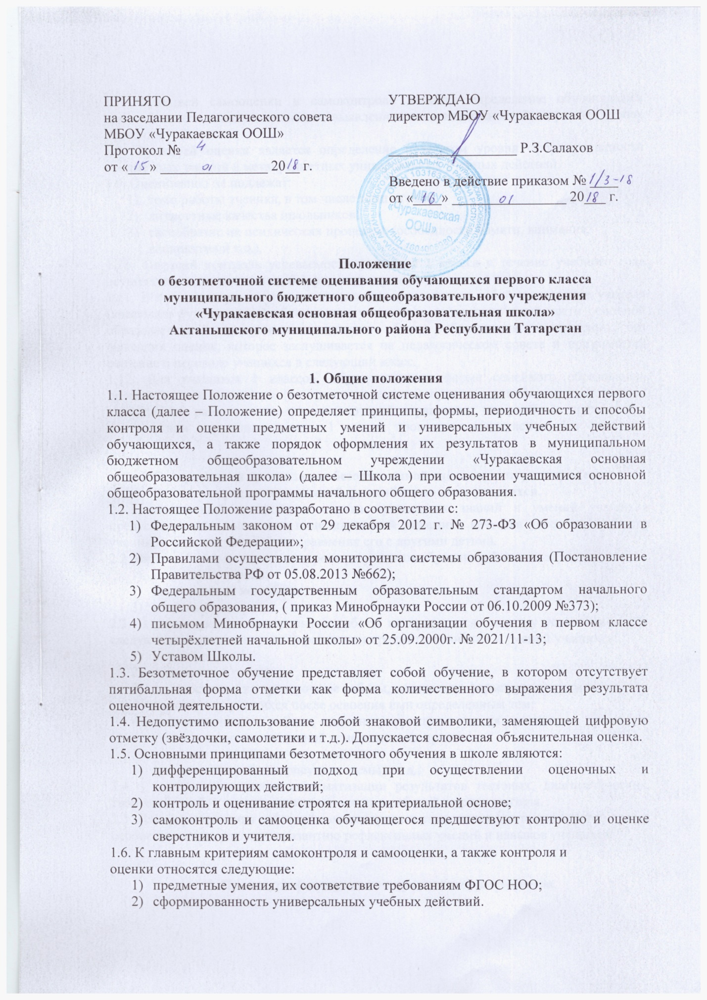 ПРИНЯТО
на заседании Педагогического совета
МБОУ «Чуракаевская ООШ»
Протокол № 4
от «15» 01 2018 г.
УТВЕРЖДАЮ
директор МБОУ «Чуракаевская ООШ
Р.З.Салахов
Введено в действие приказом № 1/3-18
от «16» 01 2018 г.
МБОУ
«Чуракаевская
ООШ»
Положение
о безотметочной системе оценивания обучающихся первого класса
муниципального бюджетного общеобразовательного учреждения
«Чуракаевская основная общеобразовательная школа»
Актанышского муниципального района Республики Татарстан
1. Общие положения
1.1. Настоящее Положение о безотметочной системе оценивания обучающихся первого
класса (далее – Положение) определяет принципы, формы, периодичность и способы
контроля и оценки предметных умений и универсальных учебных действий
обучающихся, а также порядок оформления их результатов в муниципальном
бюджетном общеобразовательном учреждении «Чуракаевская основная
общеобразовательная школа» (далее – Школа ) при освоении учащимися основной
общеобразовательной программы начального общего образования.
1.2. Настоящее Положение разработано в соответствии с:
1) Федеральным законом от 29 декабря 2012 г. № 273-ФЗ «Об образовании в
Российской Федерации»;
2) Правилами осуществления мониторинга системы образования (Постановление
Правительства РФ от 05.08.2013 №662);
3) Федеральным государственным образовательным стандартом начального
общего образования, ( приказ Минобрнауки России от 06.10.2009 №373);
4) письмом Минобрнауки России «Об организации обучения в первом классе
четырёхлетней начальной школы» от 25.09.2000г. № 2021/11-13;
5) Уставом Школы.
1.3. Безотметочное обучение представляет собой обучение, в котором отсутствует
пятибалльная форма отметки как форма количественного выражения результата
оценочной деятельности.
1.4. Недопустимо использование любой знаковой символики, заменяющей цифровую
отметку (звёздочки, самолетики и т.д.). Допускается словесная объяснительная оценка.
1.5. Основными принципами безотметочного обучения в школе являются:
1) дифференцированный подход при осуществлении оценочных и
контролирующих действий;
2) контроль и оценивание строятся на критериальной основе;
3) самоконтроль и самооценка обучающегося предшествуют контролю и оценке
сверстников и учителя.
1.6. К главным критериям самоконтроля и самооценки, а также контроля и
оценки относятся следующие:
1) предметные умения, их соответствие требованиям ФГОС НОО;
2) сформированность универсальных учебных действий.